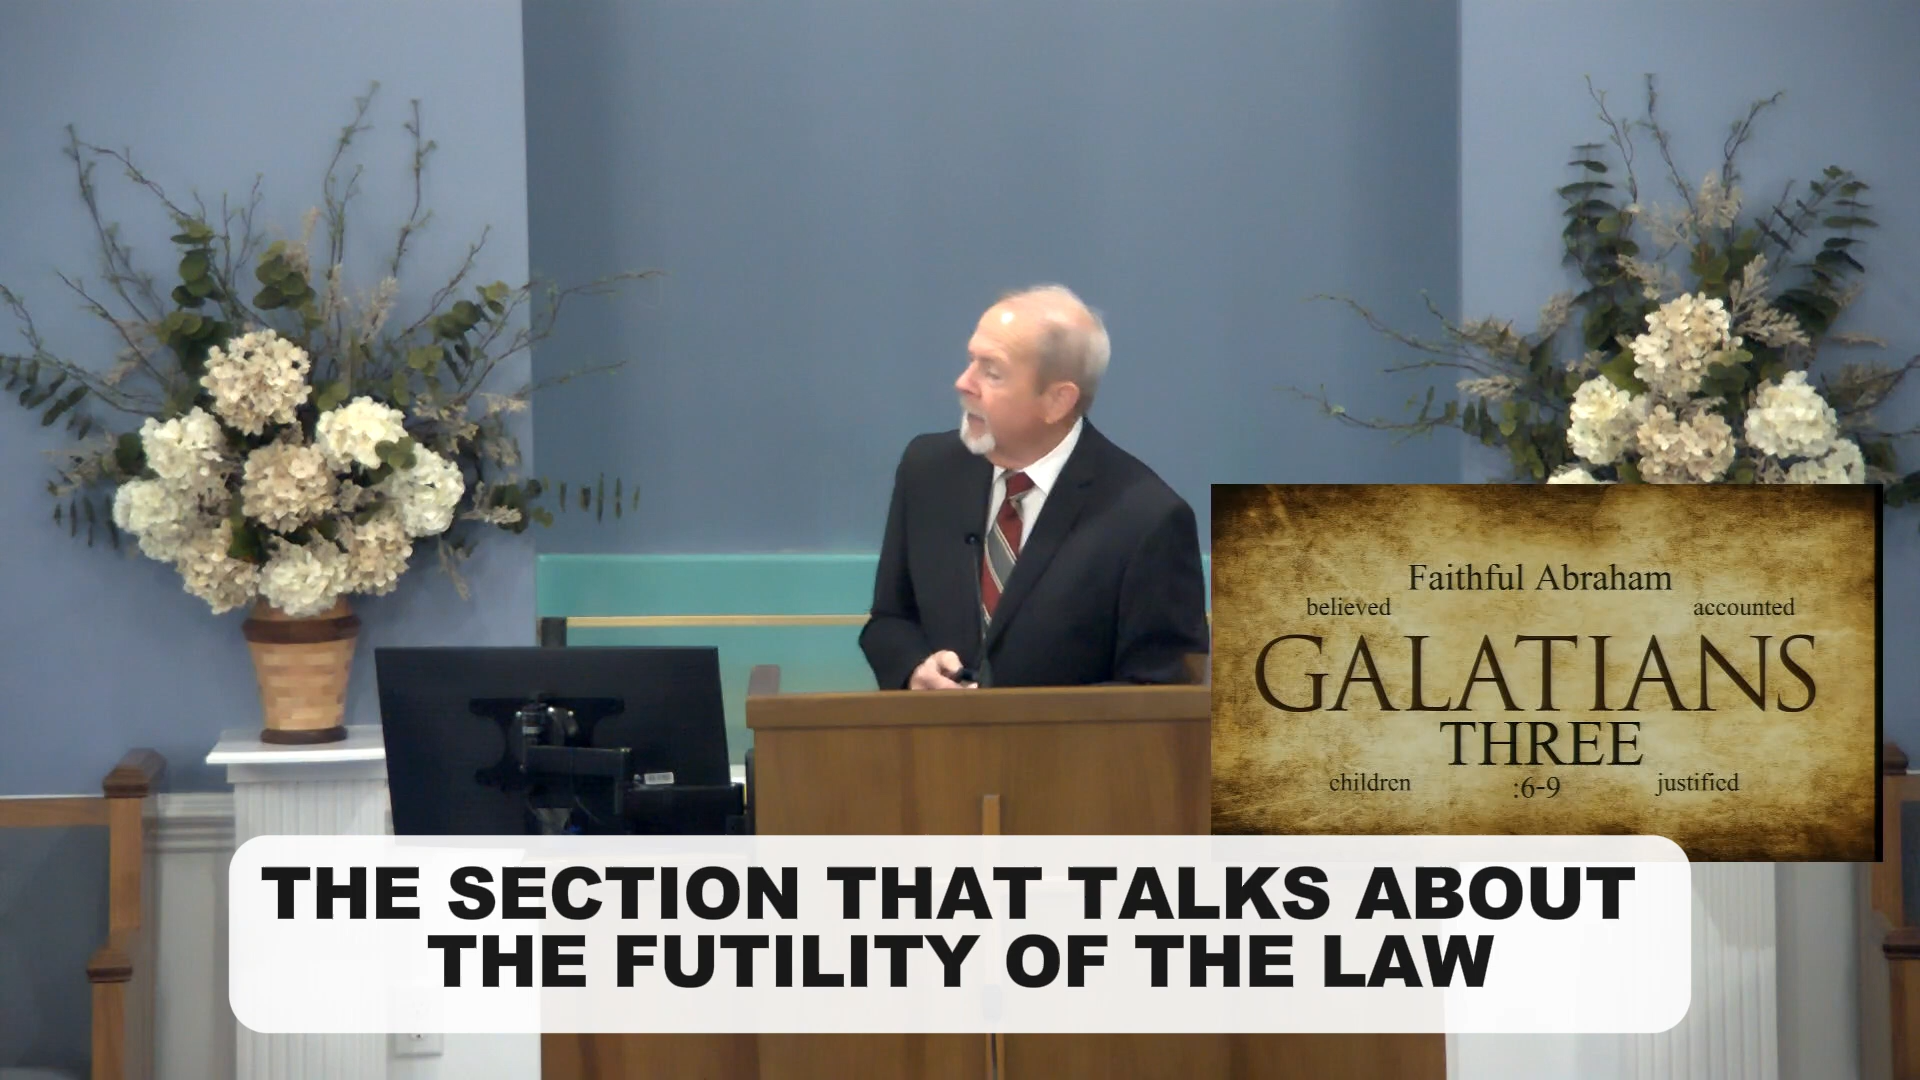 Faithful Abraham
believed accounted
GALATIANS
THREE
children :6-9 justified
THE SECTION THAT TALKS ABOUT
THE FUTILITY OF THE LAW